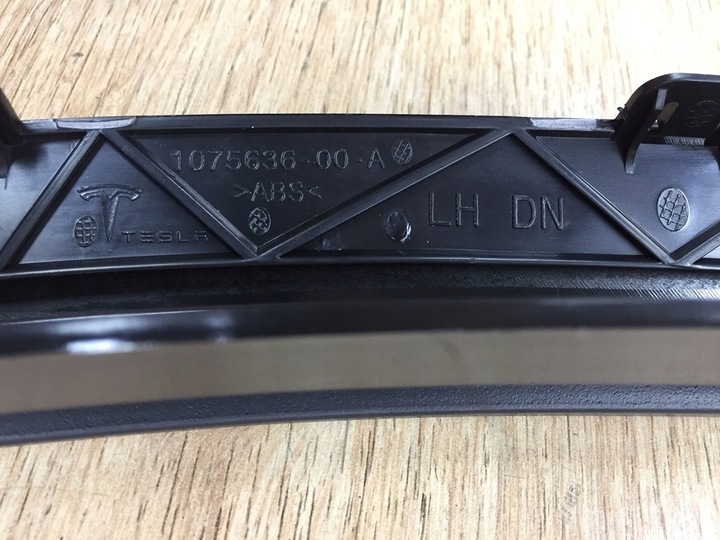 1075636-00-A
>ABS<
TESLA
LH DN